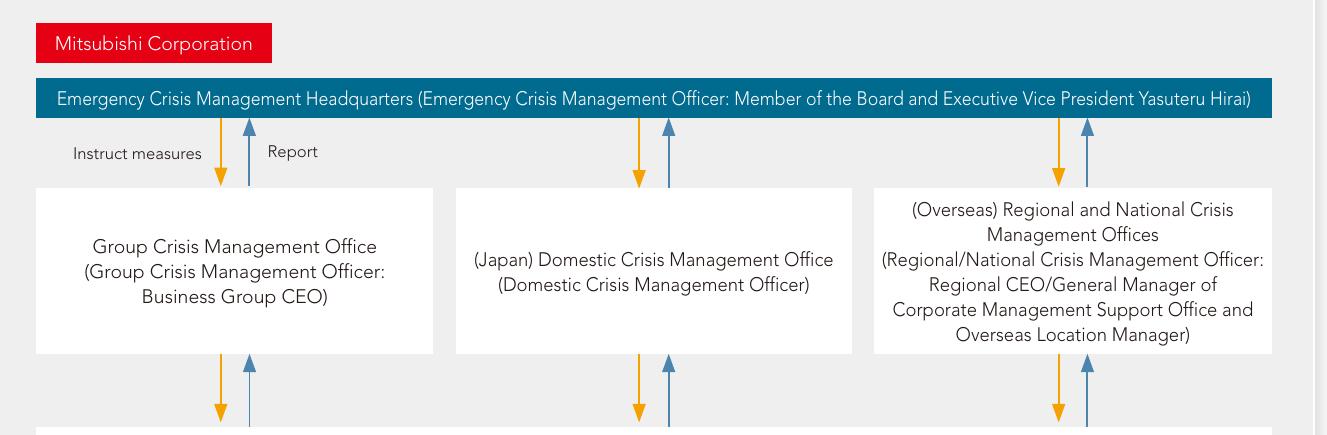 Mitsubishi Corporation
Emergency Crisis Management Headquarters (Emergency Crisis Management Officer: Member of the Board and Executive Vice President Yasuteru Hirai)
Instruct measures
Report
Group Crisis Management Office
(Group Crisis Management Officer:
Business Group CEO)
(Japan) Domestic Crisis Management Office
(Domestic Crisis Management Officer)
(Overseas) Regional and National Crisis
Management Offices
(Regional/National Crisis Management Officer:
Regional CEO/General Manager of
Corporate Management Support Office and
Overseas Location Manager)